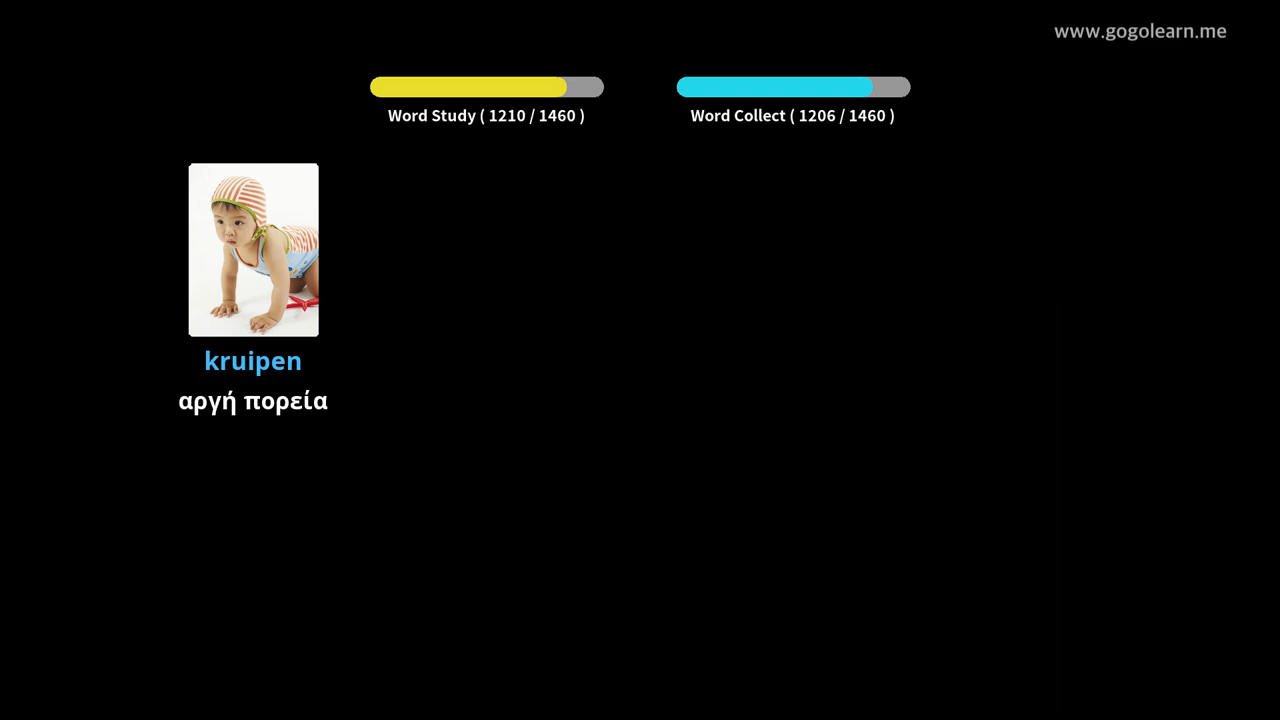 www.gogolearn.me
Word Study ( 1210 / 1460 )
Word Collect ( 1206 / 1460 )
kruipen
αργή πορεία